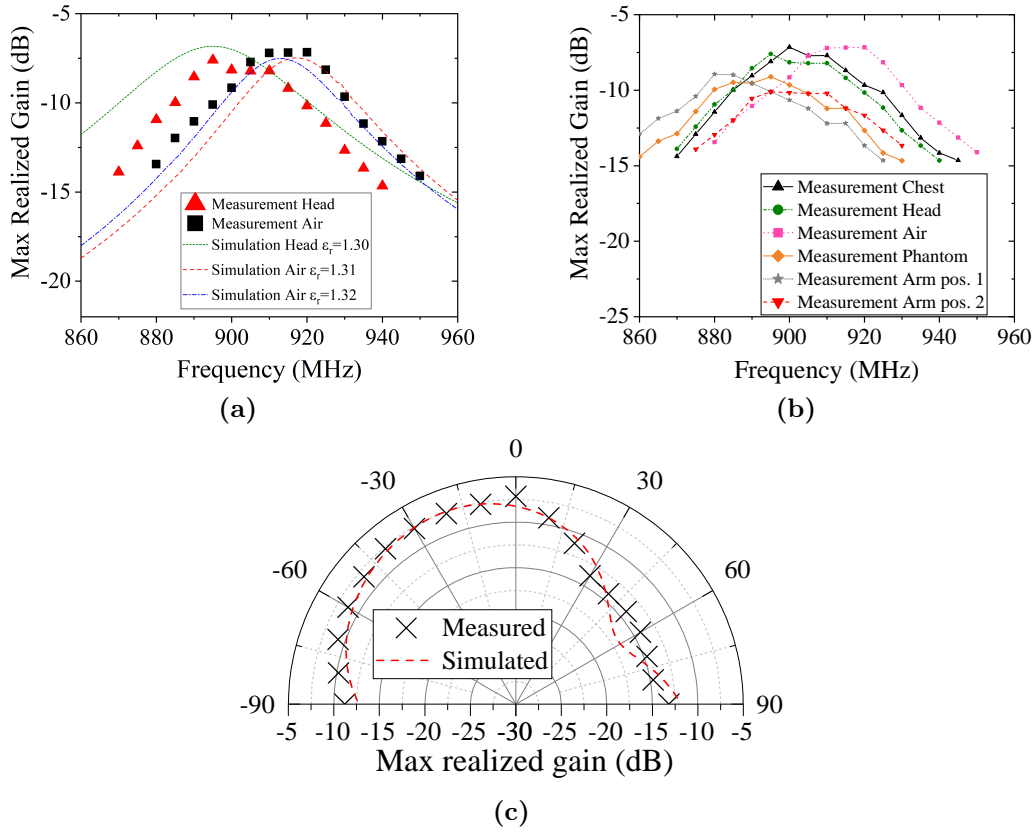 -5
-10
-15
-20
Max Realized Gain (dB)
Measurement Head
Measurement Air
Simulation Head εr=1.30
Simulation Air εr=1.31
Simulation Air εr=1.32
860 880 900 920 940 960
Frequency (MHz)
(a)
-5
-10
-15
-20
-25
Max Realized Gain (dB)
Measurement Chest
Measurement Head
Measurement Air
Measurement Phantom
Measurement Arm pos. 1
Measurement Arm pos. 2
860 880 900 920 940 960
Frequency (MHz)
(b)
0
-30 30
-60 60
Measured
Simulated
-90 90
-5 -10 -15 -20 -25 -30 -25 -20 -15 -10 -5
Max realized gain (dB)
(c)